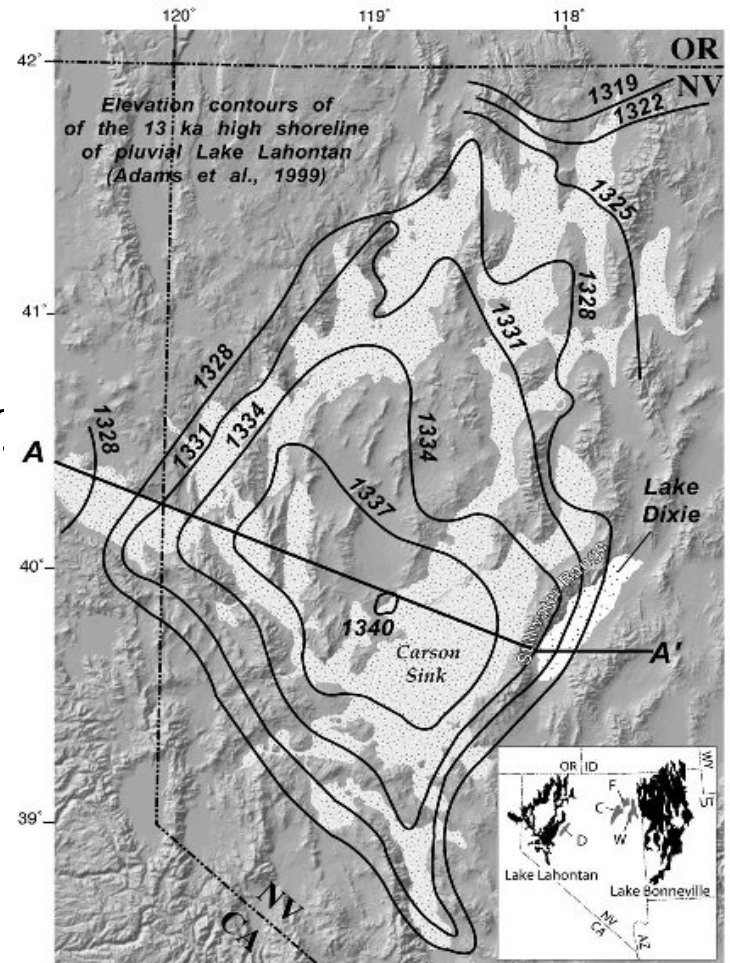 120°
119°
118°
42°
OR
NV
Elevation contours of
of the 13 ka high shoreline
of pluvial Lake Lahontan
(Adams et al., 1999)
1319
1322
1325
41°
1328
1328
1331
1328
1334
1331
1334
A
1337
Lake
Dixie
40°
Stillwater Range
1340
Carson
Sink
A'
39°
NV
CA
OR ID
WY
UT
F
C
W
D
Lake Lahontan
Lake Bonneville
NV
CA
AZ